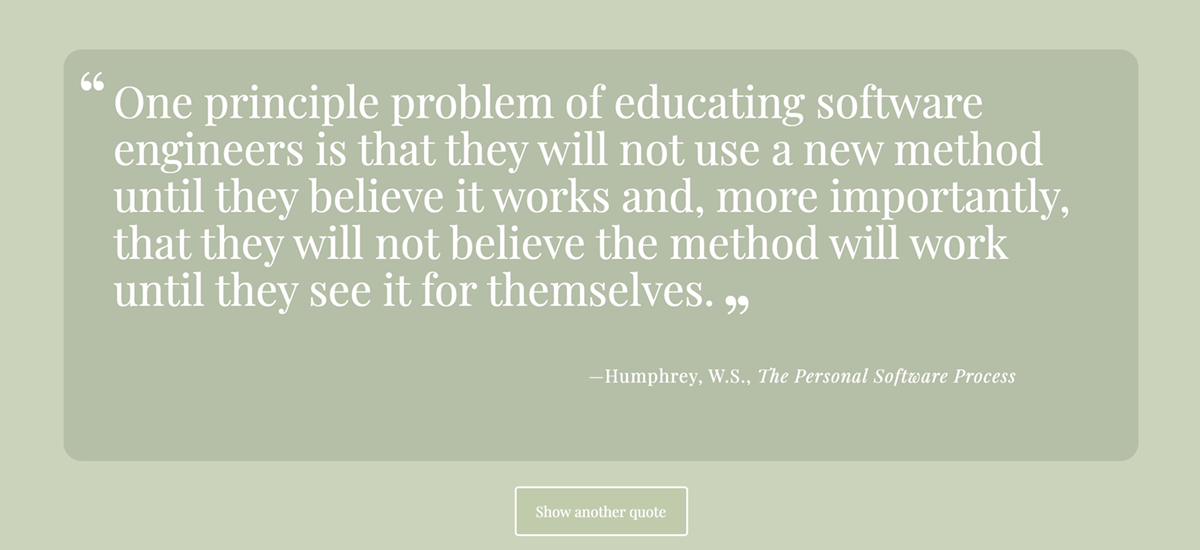 “One principle problem of educating software
engineers is that they will not use a new method
until they believe it works and, more importantly,
that they will not believe the method will work
until they see it for themselves. ”
—Humphrey, W.S., The Personal Software Process
Show another quote